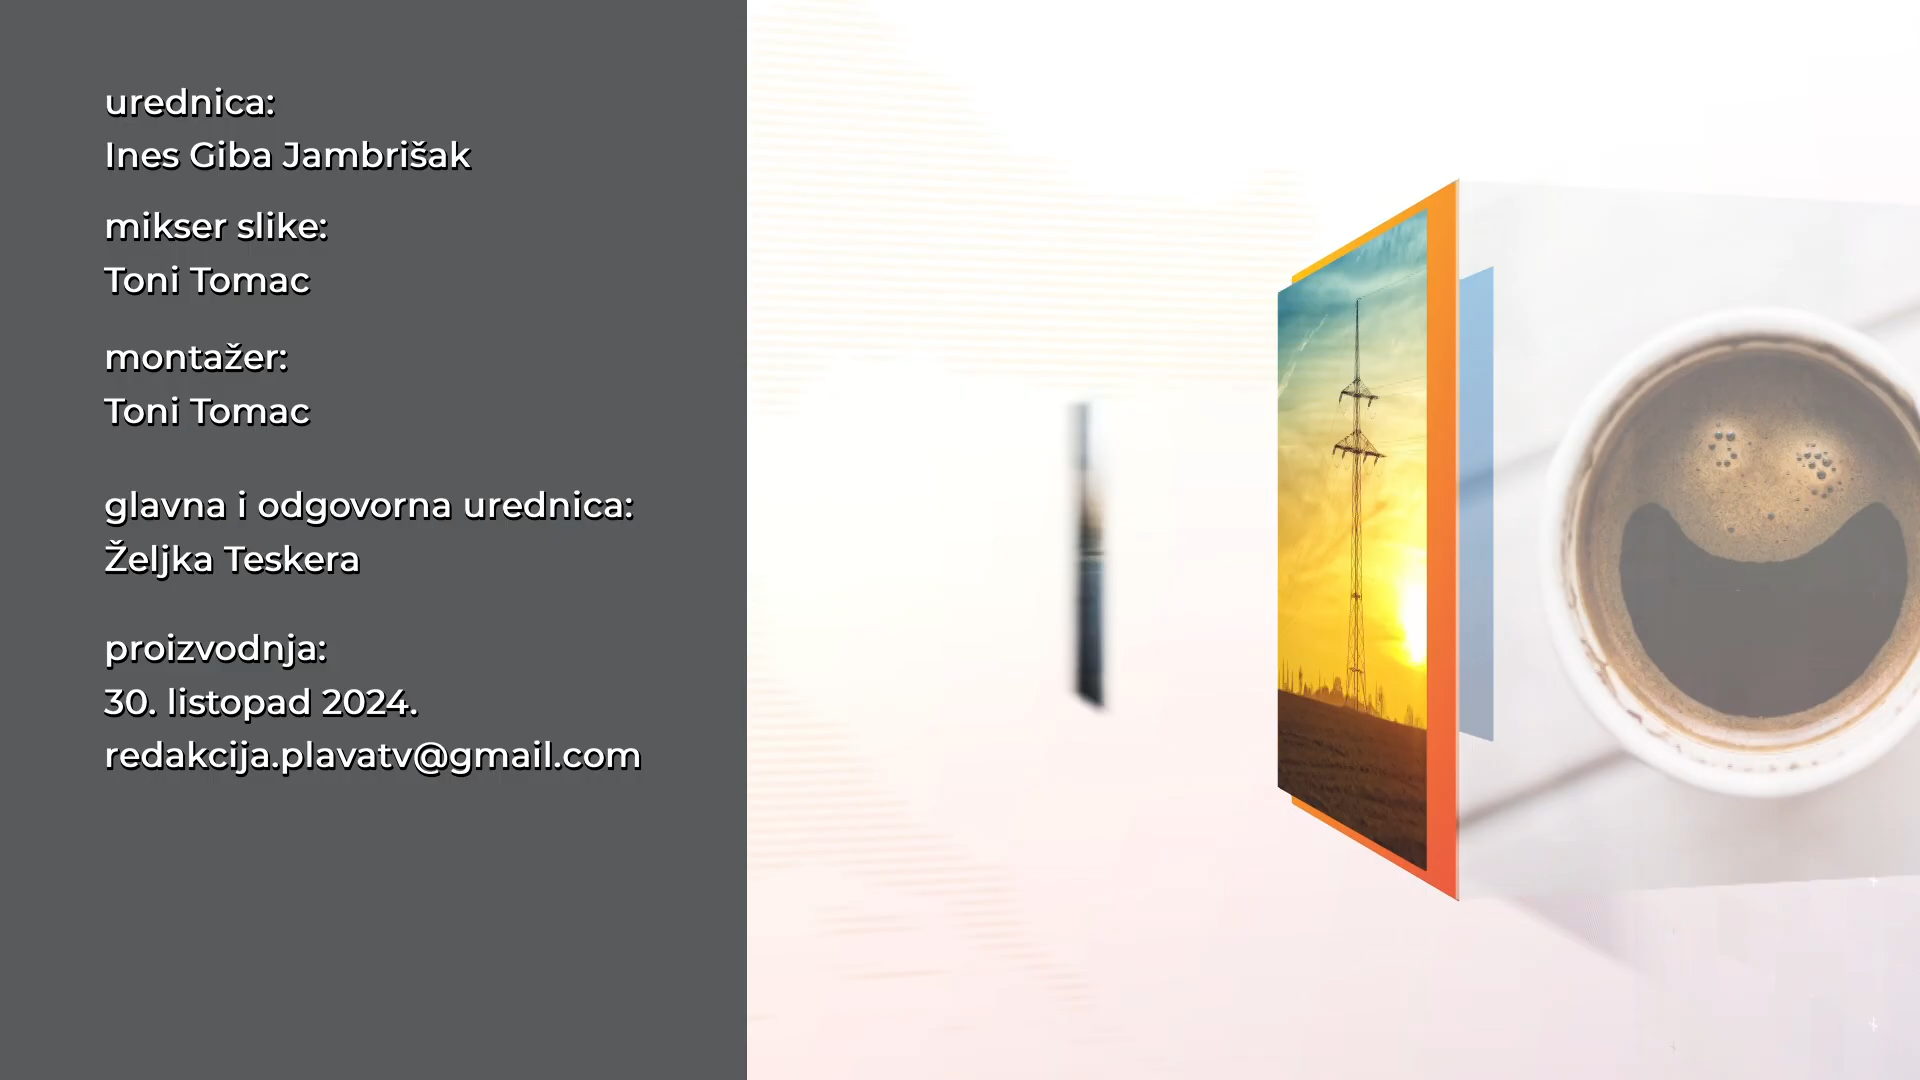 urednica:
Ines Giba Jambrišak
mikser slike:
Toni Tomac
montažer:
Toni Tomac
glavna i odgovorna urednica:
Željka Teskera
proizvodnja:
30. listopad 2024.
redakcija.plavatv@gmail.com